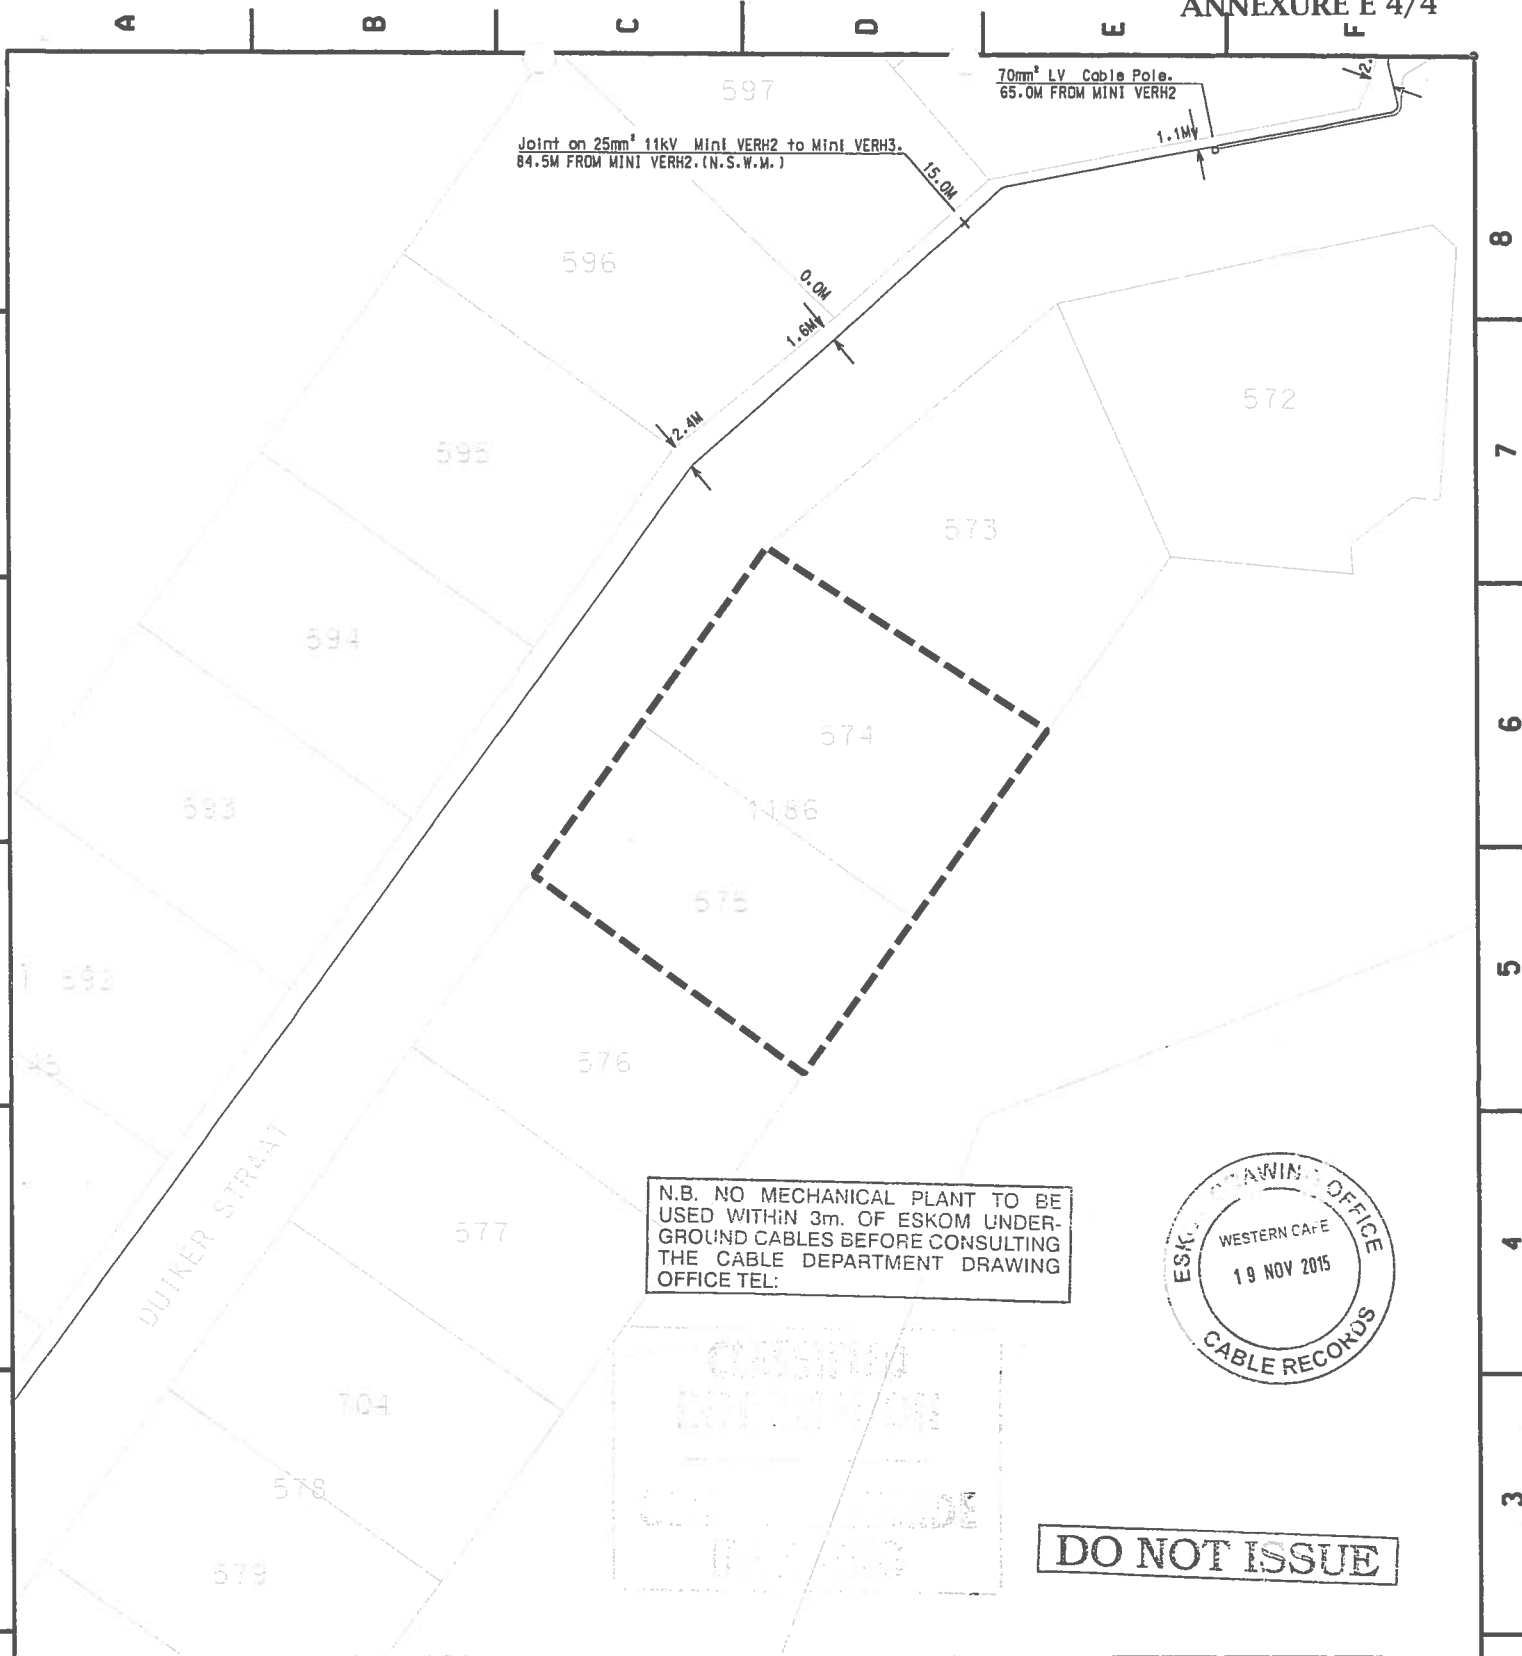 ANNEXURE E 4/4
A
B
C
D
E
F
597
70mm² LV Cable Pole.
65.0M FROM MINI VERH2
2.
1.1M
Joint on 25mm² 11kV Mini VERH2 to Mini VERH3.
84.5M FROM MINI VERH2.(N.S.W.M.)
15.0M
8
596
0.0M
1.6M
572
2.4M
7
595
573
594
6
574
593
1486
575
5
592
576
DUIKER STRAAT
577
N.B. NO MECHANICAL PLANT TO BE
USED WITHIN 3m. OF ESKOM UNDER-
GROUND CABLES BEFORE CONSULTING
THE CABLE DEPARTMENT DRAWING
OFFICE TEL:
OFFICE
WESTERN CAPE
19 NOV 2015
CABLE RECORDS
4
704
578
3
DO NOT ISSUE
579